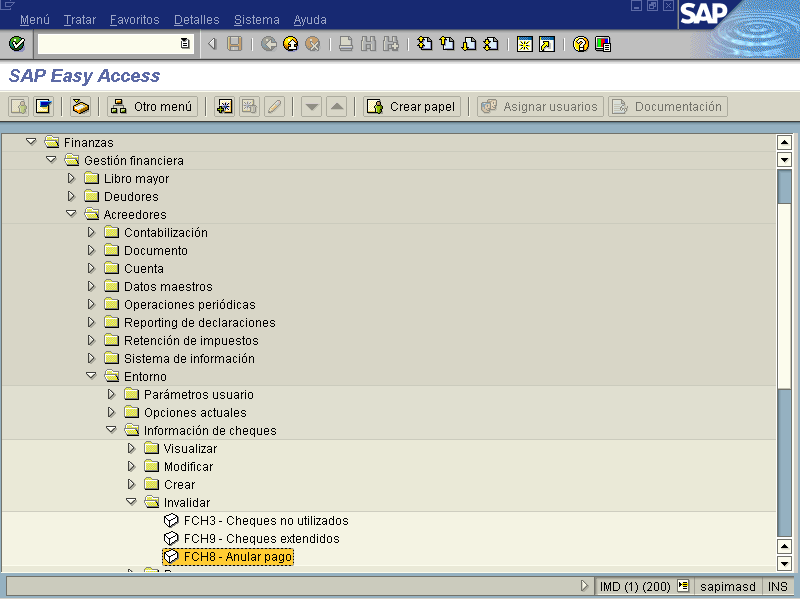 Menú Tratar Favoritos Detalles Sistema Ayuda
SAP
SAP Easy Access
Otro menú Crear papel Asignar usuarios Documentación
Finanzas
Gestión financiera
Libro mayor
Deudores
Acreedores
Contabilización
Documento
Cuenta
Datos maestros
Operaciones periódicas
Reporting de declaraciones
Retención de impuestos
Sistema de información
Entorno
Parámetros usuario
Opciones actuales
Información de cheques
Visualizar
Modificar
Crear
Invalidar
FCH3 - Cheques no utilizados
FCH9 - Cheques extendidos
FCH8 - Anular pago
IMD (1) (200) sapimasd INS